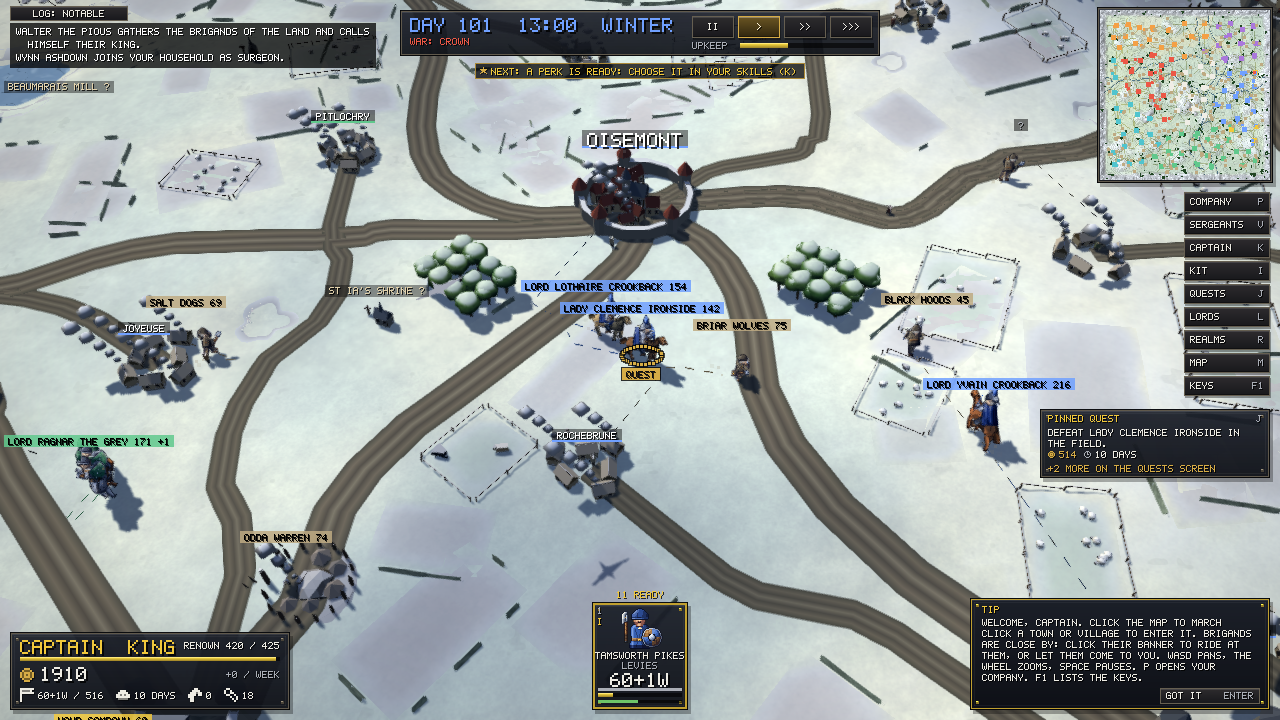 LOG: NOTABLE
WALTER THE PIOUS GATHERS THE BRIGANDS OF THE LAND AND CALLS
HIMSELF THEIR KING.
WYNN ASHDOWN JOINS YOUR HOUSEHOLD AS SURGEON.
DAY 101 13:00 WINTER
WAR: CROWN
II > >> >>>
UPKEEP
★NEXT: A PERK IS READY: CHOOSE IT IN YOUR SKILLS (K)
BEAUMARAIS MILL ?
PITLOCHRY
OISEMONT
?
COMPANY P
SERGEANTS V
CAPTAIN K
KIT I
QUESTS J
LORDS L
REALMS R
MAP M
KEYS F1
ST IA'S SHRINE ?
LORD LOTHAIRE CROOKBACK 154
SALT DOGS 69
LADY CLEMENCE IRONSIDE 142
BLACK HOODS 45
JOYEUSE
BRIAR WOLVES 75
QUEST
LORD YVAIN CROOKBACK 216
PINNED QUEST J
DEFEAT LADY CLEMENCE IRONSIDE IN
THE FIELD.
514 10 DAYS
+2 MORE ON THE QUESTS SCREEN
LORD RAGNAR THE GREY 171 +1
ROCHEBRUNE
ODDA WARREN 74
11 READY
1
I
TAMSWORTH PIKES
LEVIES
60+1W
CAPTAIN KING RENOWN 420 / 425
1910 +0 / WEEK
60+1W / 516 10 DAYS 0 18
TIP
WELCOME, CAPTAIN. CLICK THE MAP TO MARCH
CLICK A TOWN OR VILLAGE TO ENTER IT. BRIGANDS
ARE CLOSE BY: CLICK THEIR BANNER TO RIDE AT
THEM, OR LET THEM COME TO YOU. WASD PANS, THE
WHEEL ZOOMS, SPACE PAUSES. P OPENS YOUR
COMPANY. F1 LISTS THE KEYS.
GOT IT ENTER